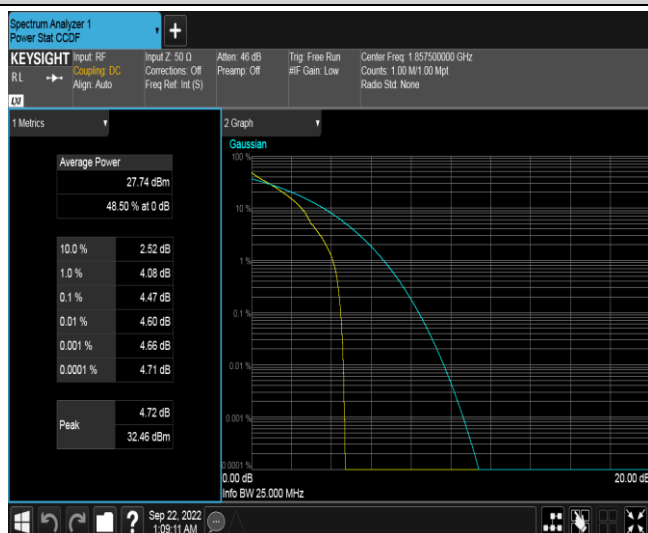 Spectrum Analyzer 1
Power Stat CCDF
+
KEYSIGHT
RL
LXI
Input: RF
Coupling: DC
Align: Auto
Input Z: 50 Ω
Corrections: Off
Freq Ref: Int (S)
Atten: 46 dB
Preamp: Off
Trig: Free Run
#IF Gain: Low
Center Freq: 1.857500000 GHz
Counts: 1.00 M/1.00 Mpt
Radio Std: None
1 Metrics
Average Power
27.74 dBm
48.50 % at 0 dB
10.0 % 2.52 dB
1.0 % 4.08 dB
0.1 % 4.47 dB
0.01 % 4.60 dB
0.001 % 4.66 dB
0.0001 % 4.71 dB
Peak
4.72 dB
32.46 dBm
2 Graph
Gaussian
100 %
10 %
1 %
0.1 %
0.01 %
0.001 %
0.0001 %
0.00 dB
20.00 dB
Info BW 25.000 MHz
?
Sep 22, 2022
1:09:11 AM